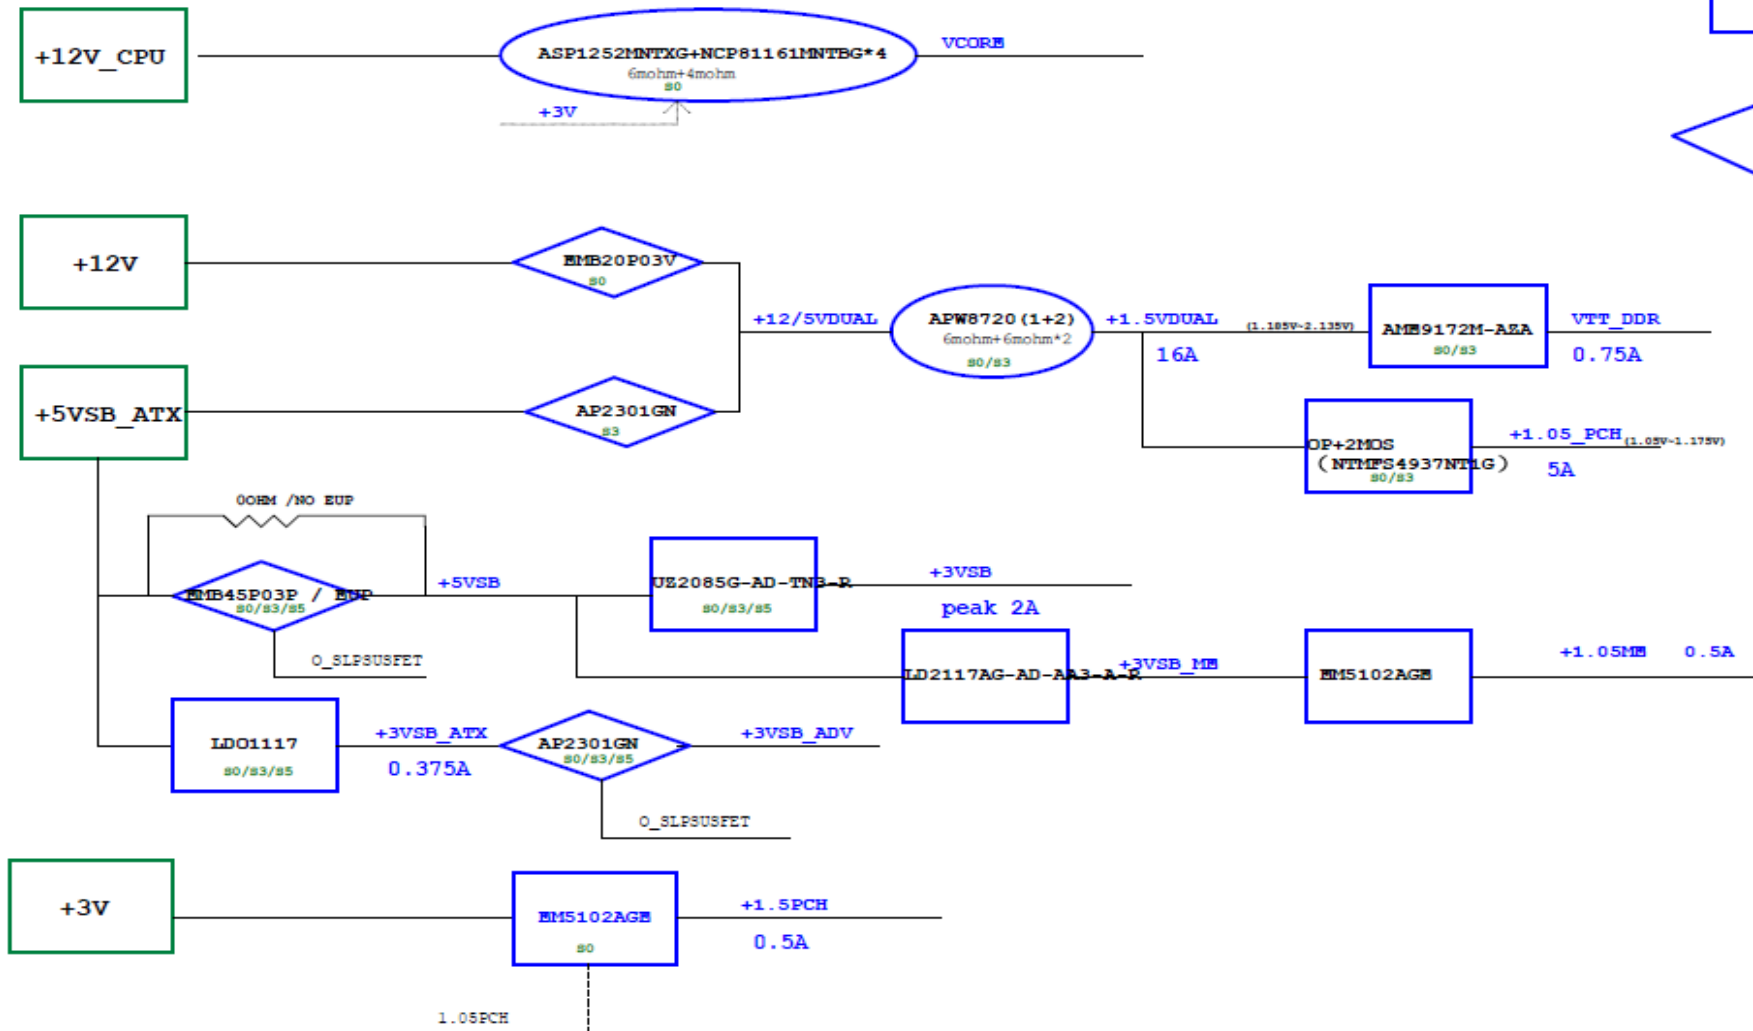 +12V_CPU
ASP1252MNTXG+NCP81161MNTBG*4
6mohm+4mohm
S0
VCORE
+3V
+12V
EMB20P03V
S0
+12/5VDUAL
APW8720(1+2)
6mohm+6mohm*2
S0/S3
+1.5VDUAL
(1.185V~2.135V)
16A
AME9172M-AZA
S0/S3
VTT_DDR
0.75A
+5VSB_ATX
AP2301GN
S3
OP+2MOS
(NTMFS4937NT1G)
S0/S3
+1.05_PCH
(1.05V~1.175V)
5A
0OHM /NO EUP
EMB45P03P / EUP
S0/S3/S5
+5VSB
O_SLPSUSFET
UZ2085G-AD-TN3-R
S0/S3/S5
+3VSB
peak 2A
LD2117AG-AD-AA3-A-R
+3VSB_ME
EM5102AGE
+1.05ME 0.5A
LDO1117
S0/S3/S5
+3VSB_ATX
0.375A
AP2301GN
S0/S3/S5
+3VSB_ADV
O_SLPSUSFET
+3V
EM5102AGE
S0
+1.5PCH
0.5A
1.05PCH